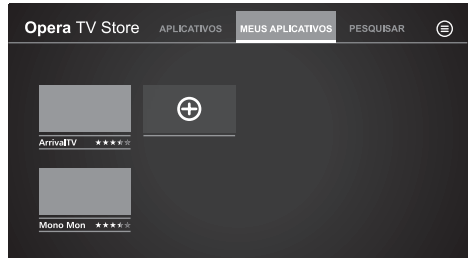 Opera TV Store APLICATIVOS MEUS APLICATIVOS PESQUISAR
ArrivalTV ★★★⯪☆
Mono Mon ★★★⯪☆